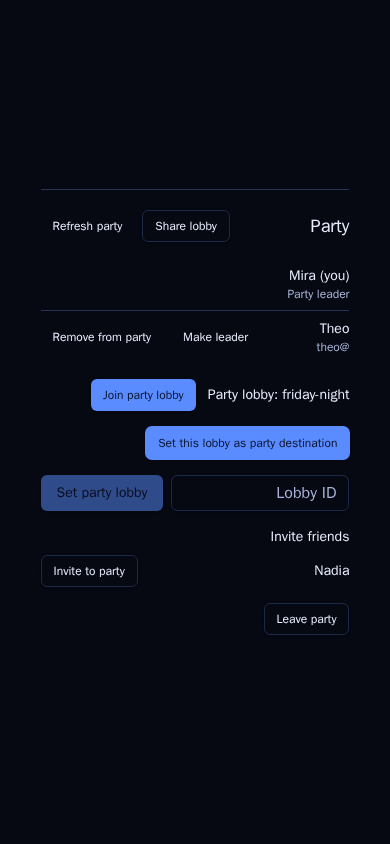 Party
Share lobby
Refresh party
Mira (you)
Party leader
Theo
theo@
Make leader
Remove from party
Party lobby: friday-night
Join party lobby
Set this lobby as party destination
Lobby ID
Set party lobby
Invite friends
Nadia
Invite to party
Leave party